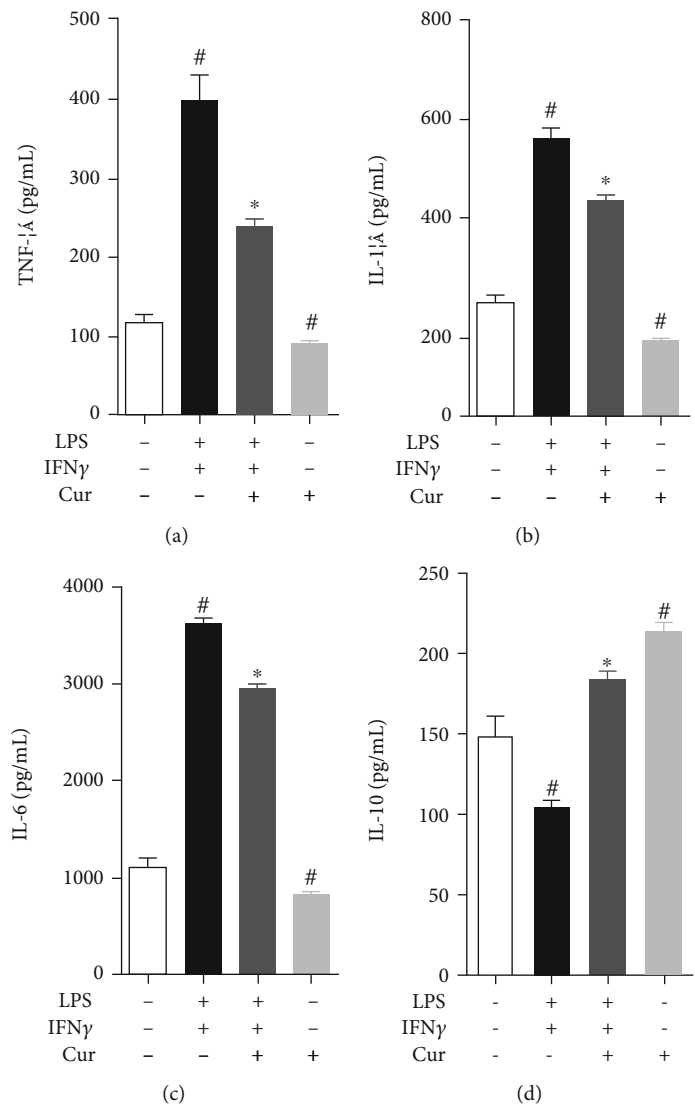 500
400
300
200
100
0
TNF-¦Á (pg/mL)
# # * #
LPS – + + –
IFNγ – + + –
Cur – – + +
(a)
800
600
400
200
0
IL-1¦Â (pg/mL)
# * #
LPS – + + –
IFNγ – + + –
Cur – – + +
(b)
4000
3000
2000
1000
0
IL-6 (pg/mL)
# * #
LPS – + + –
IFNγ – + + –
Cur – – + +
(c)
250
200
150
100
50
0
IL-10 (pg/mL)
# * #
LPS - + + -
IFNγ - + + -
Cur - - + +
(d)